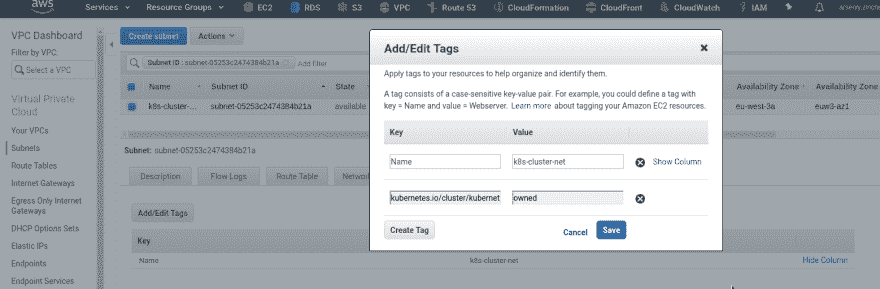 aws
Services
Resource Groups
EC2
RDS
S3
VPC
Route 53
CloudFormation
CloudFront
CloudWatch
IAM
VPC Dashboard
Filter by VPC:
Select a VPC
Virtual Private
Cloud
Your VPCs
Subnets
Route Tables
Internet Gateways
Egress Only Internet
Gateways
DHCP Options Sets
Elastic IPs
Endpoints
Endpoint Services
Create subnet
Actions
Subnet ID : subnet-05253c2474384b21a
Add filter
Name
Subnet ID
State
Availability Zone
k8s-cluster-...
subnet-05253c2474384b21a
available
eu-west-3a
euw3-az1
Subnet: subnet-05253c2474384b21a
Description
Flow Logs
Route Table
Network
Add/Edit Tags
Key
Name
k8s-cluster-net
Hide Column
Add/Edit Tags
Apply tags to your resources to help organize and identify them.
A tag consists of a case-sensitive key-value pair. For example, you could define a tag with
key = Name and value = Webserver. Learn more about tagging your Amazon EC2 resources.
Key
Value
Name
k8s-cluster-net
Show Column
kubernetes.io/cluster/kubernet
owned
Create Tag
Cancel
Save